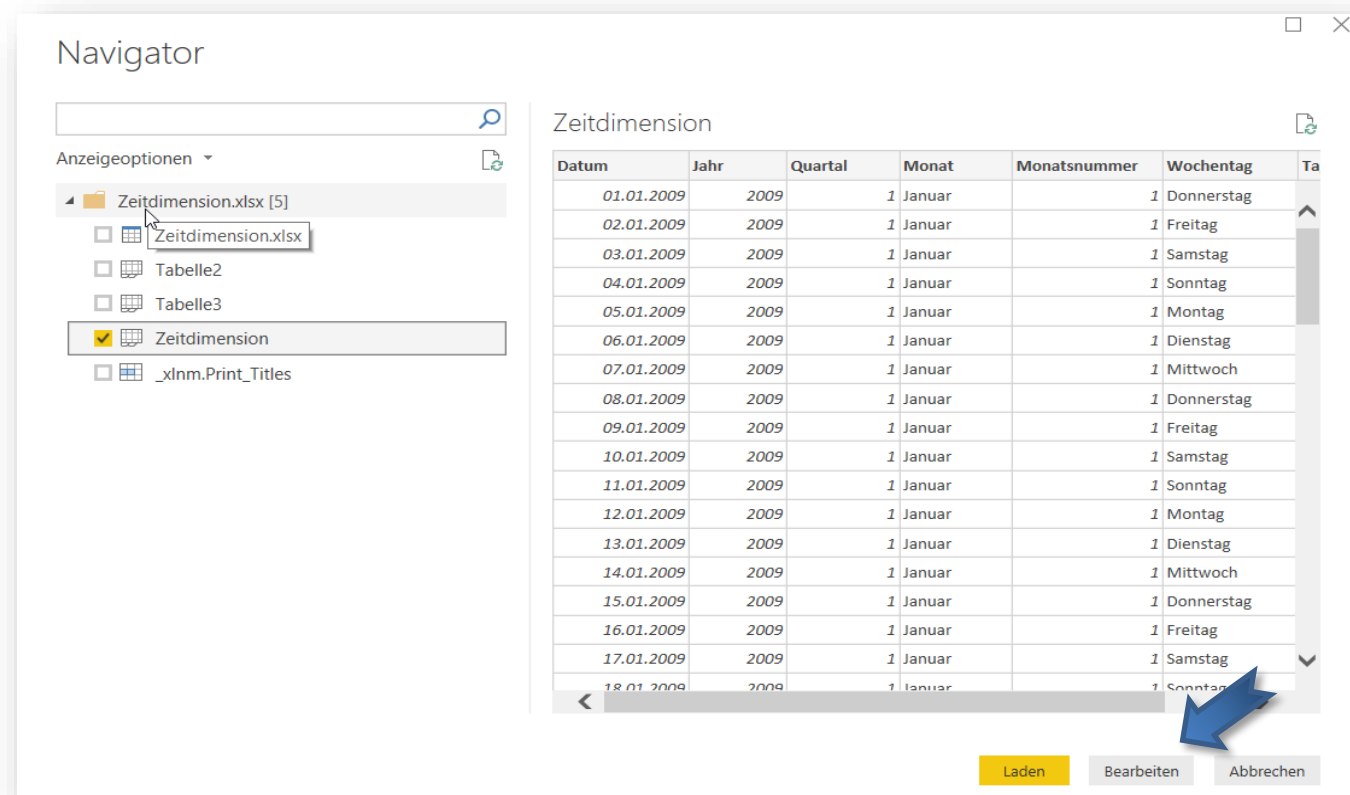 Navigator
Anzeigeoptionen
Zeitdimension.xlsx [5]
Zeitdimension.xlsx
Tabelle2
Tabelle3
Zeitdimension
_xlnm.Print_Titles
Zeitdimension
Datum Jahr Quartal Monat Monatsnummer Wochentag Ta
01.01.2009 2009 1 Januar 1 Donnerstag
02.01.2009 2009 1 Januar 1 Freitag
03.01.2009 2009 1 Januar 1 Samstag
04.01.2009 2009 1 Januar 1 Sonntag
05.01.2009 2009 1 Januar 1 Montag
06.01.2009 2009 1 Januar 1 Dienstag
07.01.2009 2009 1 Januar 1 Mittwoch
08.01.2009 2009 1 Januar 1 Donnerstag
09.01.2009 2009 1 Januar 1 Freitag
10.01.2009 2009 1 Januar 1 Samstag
11.01.2009 2009 1 Januar 1 Sonntag
12.01.2009 2009 1 Januar 1 Montag
13.01.2009 2009 1 Januar 1 Dienstag
14.01.2009 2009 1 Januar 1 Mittwoch
15.01.2009 2009 1 Januar 1 Donnerstag
16.01.2009 2009 1 Januar 1 Freitag
17.01.2009 2009 1 Januar 1 Samstag
18.01.2009 2009 1 Januar 1 Sonntag
Laden Bearbeiten Abbrechen